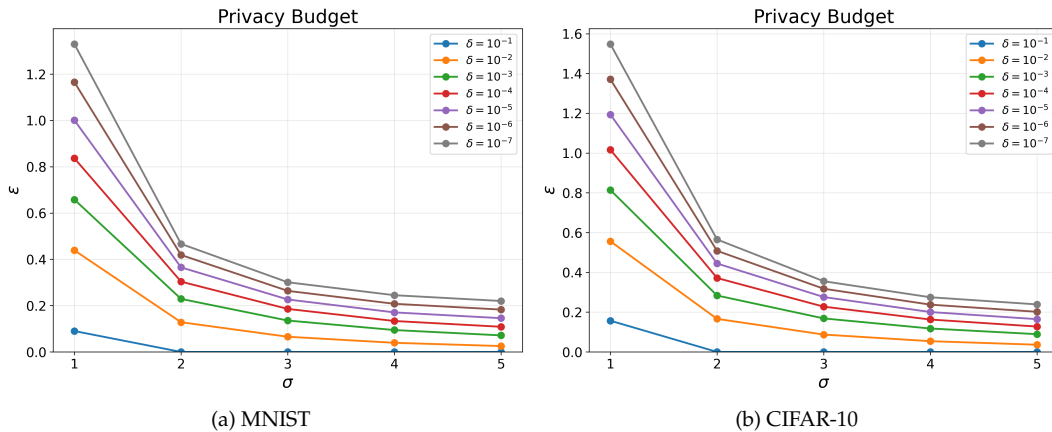 Privacy Budget
1.2
1.0
0.8
0.6
0.4
0.2
0.0
ε
1 2 3 4 5
σ
δ = 10⁻¹
δ = 10⁻²
δ = 10⁻³
δ = 10⁻⁴
δ = 10⁻⁵
δ = 10⁻⁶
δ = 10⁻⁷
(a) MNIST
Privacy Budget
1.6
1.4
1.2
1.0
0.8
0.6
0.4
0.2
0.0
ε
1 2 3 4 5
σ
δ = 10⁻¹
δ = 10⁻²
δ = 10⁻³
δ = 10⁻⁴
δ = 10⁻⁵
δ = 10⁻⁶
δ = 10⁻⁷
(b) CIFAR-10